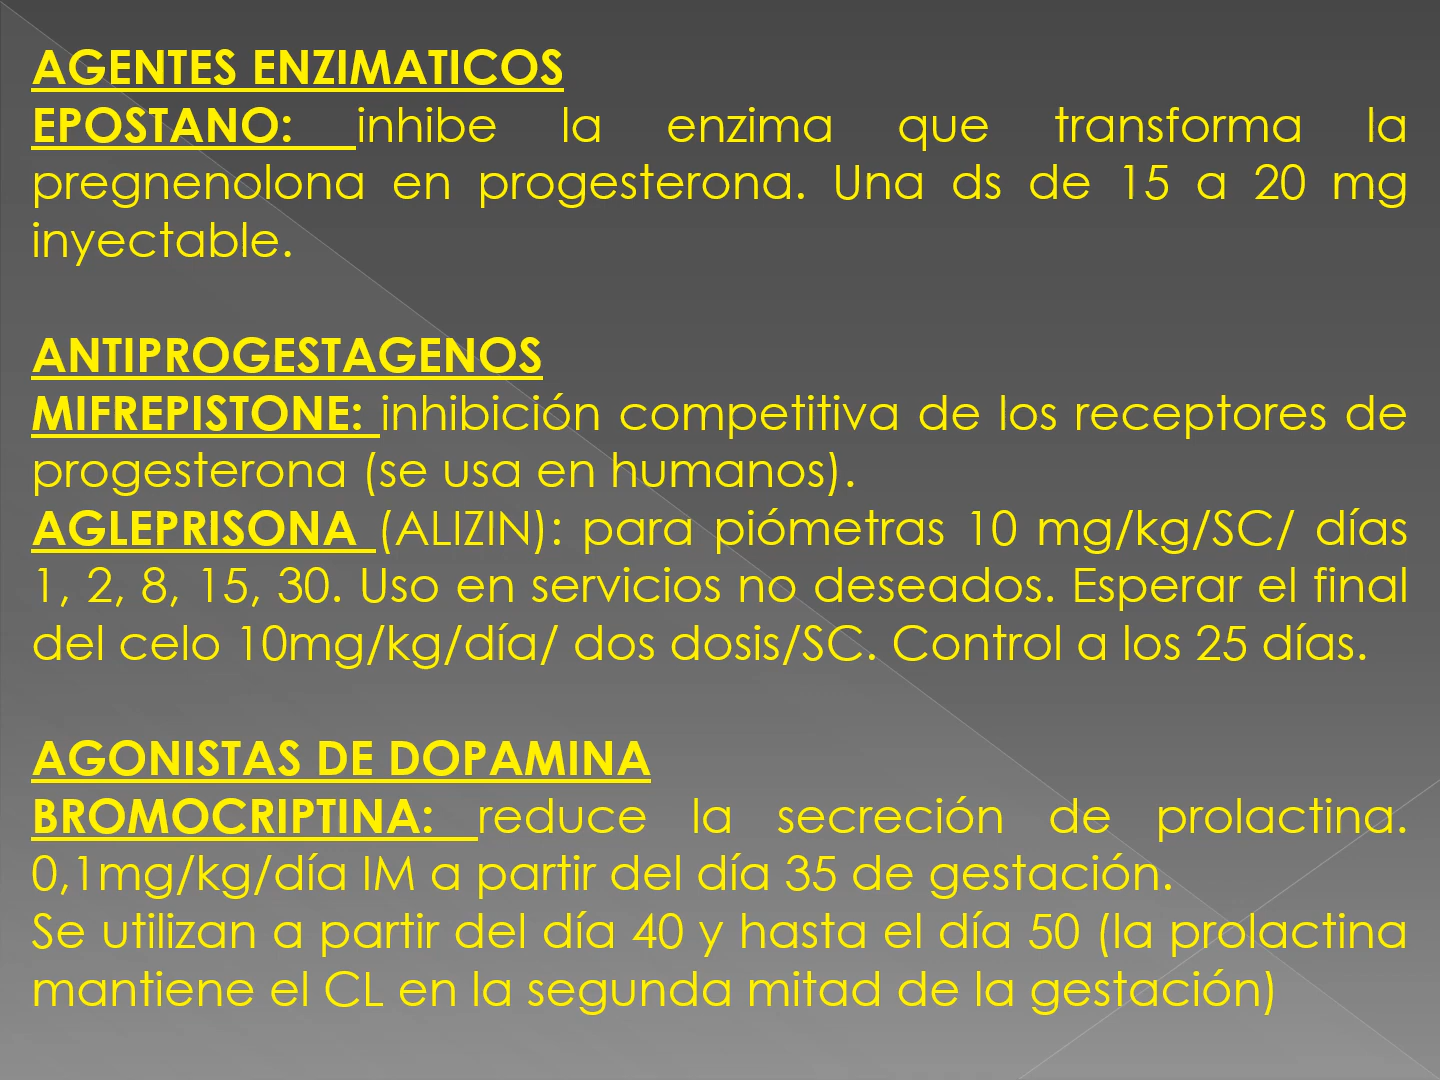 AGENTES ENZIMATICOS
EPOSTANO: inhibe la enzima que transforma la
pregnenolona en progesterona. Una ds de 15 a 20 mg
inyectable.
ANTIPROGESTAGENOS
MIFREPISTONE: inhibición competitiva de los receptores de
progesterona (se usa en humanos).
AGLEPRISONA (ALIZIN): para piómetras 10 mg/kg/SC/ días
1, 2, 8, 15, 30. Uso en servicios no deseados. Esperar el final
del celo 10mg/kg/día/ dos dosis/SC. Control a los 25 días.
AGONISTAS DE DOPAMINA
BROMOCRIPTINA: reduce la secreción de prolactina.
0,1mg/kg/día IM a partir del día 35 de gestación.
Se utilizan a partir del día 40 y hasta el día 50 (la prolactina
mantiene el CL en la segunda mitad de la gestación)